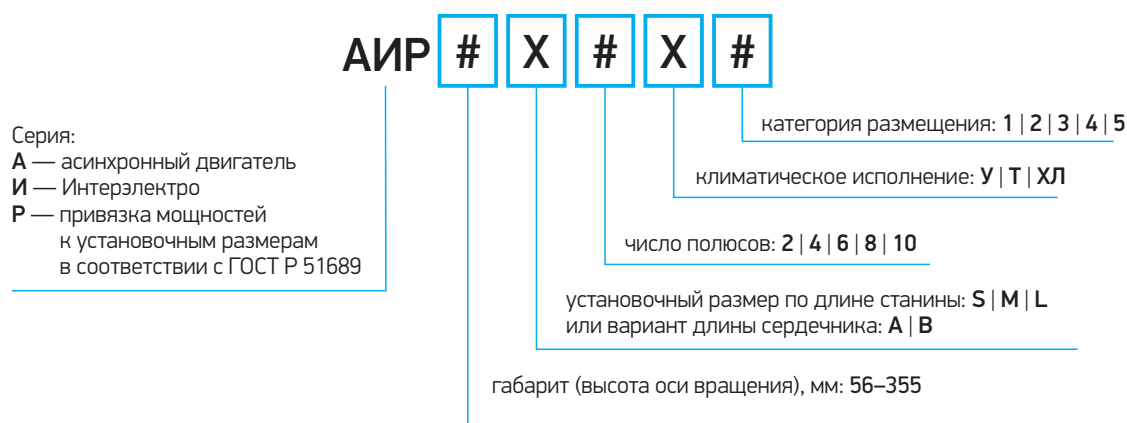 АИР # X # X #
Серия:
А — асинхронный двигатель
И — Интерэлектро
Р — привязка мощностей
к установочным размерам
в соответствии с ГОСТ Р 51689
категория размещения: 1 | 2 | 3 | 4 | 5
климатическое исполнение: У | Т | ХЛ
число полюсов: 2 | 4 | 6 | 8 | 10
установочный размер по длине станины: S | M | L
или вариант длины сердечника: А | В
габарит (высота оси вращения), мм: 56–355